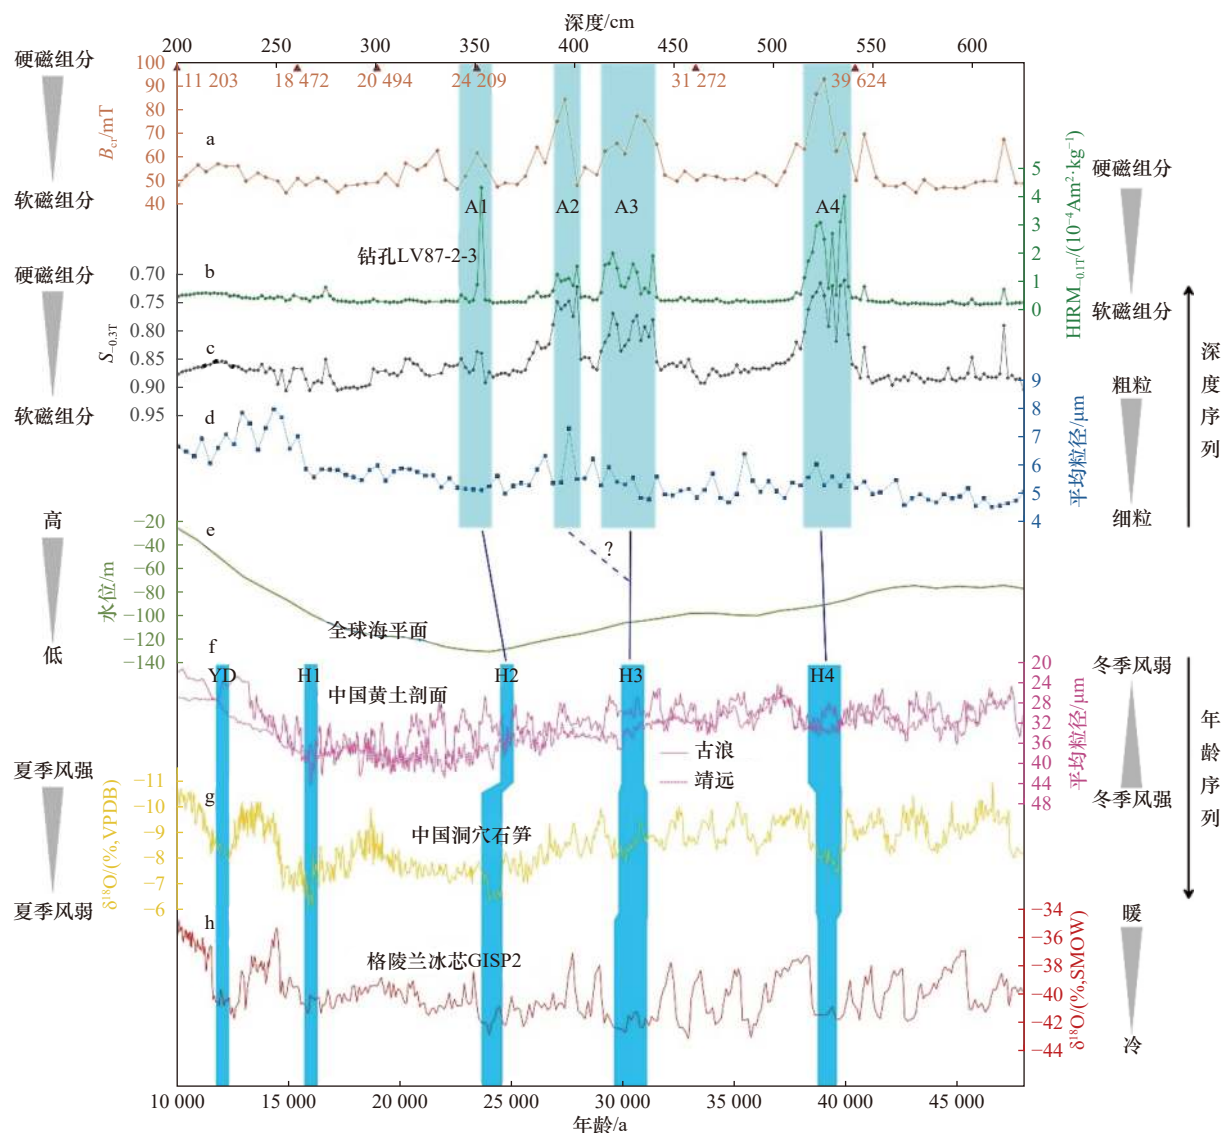 深度/cm
200 250 300 350 400 450 500 550 600
硬磁组分
软磁组分
B_cr/mT
100
90
80
70
60
50
40
11 203 18 472 20 494 24 209 31 272 39 624
a
A1 A2 A3 A4
钻孔LV87-2-3
5
4
3
2
1
0
HIRM_-0.1T/(10⁻⁴Am²·kg⁻¹)
硬磁组分
软磁组分
b
硬磁组分
软磁组分
S_-0.3T
0.70
0.75
0.80
0.85
0.90
0.95
c
d
9
8
7
6
5
4
平均粒径/μm
粗粒
细粒
深度序列
高
低
水位/m
−20
−40
−60
−80
−100
−120
−140
e
?
全球海平面
f
YD H1 H2 H3 H4
中国黄土剖面
古浪
靖远
20
24
28
32
36
40
44
48
平均粒径/μm
冬季风弱
冬季风强
年龄序列
夏季风强
夏季风弱
δ¹⁸O/(%,VPDB)
−11
−10
−9
−8
−7
−6
g
中国洞穴石笋
h
格陵兰冰芯GISP2
−34
−36
−38
−40
−42
−44
δ¹⁸O/(%,SMOW)
暖
冷
10 000 15 000 20 000 25 000 30 000 35 000 40 000 45 000
年龄/a